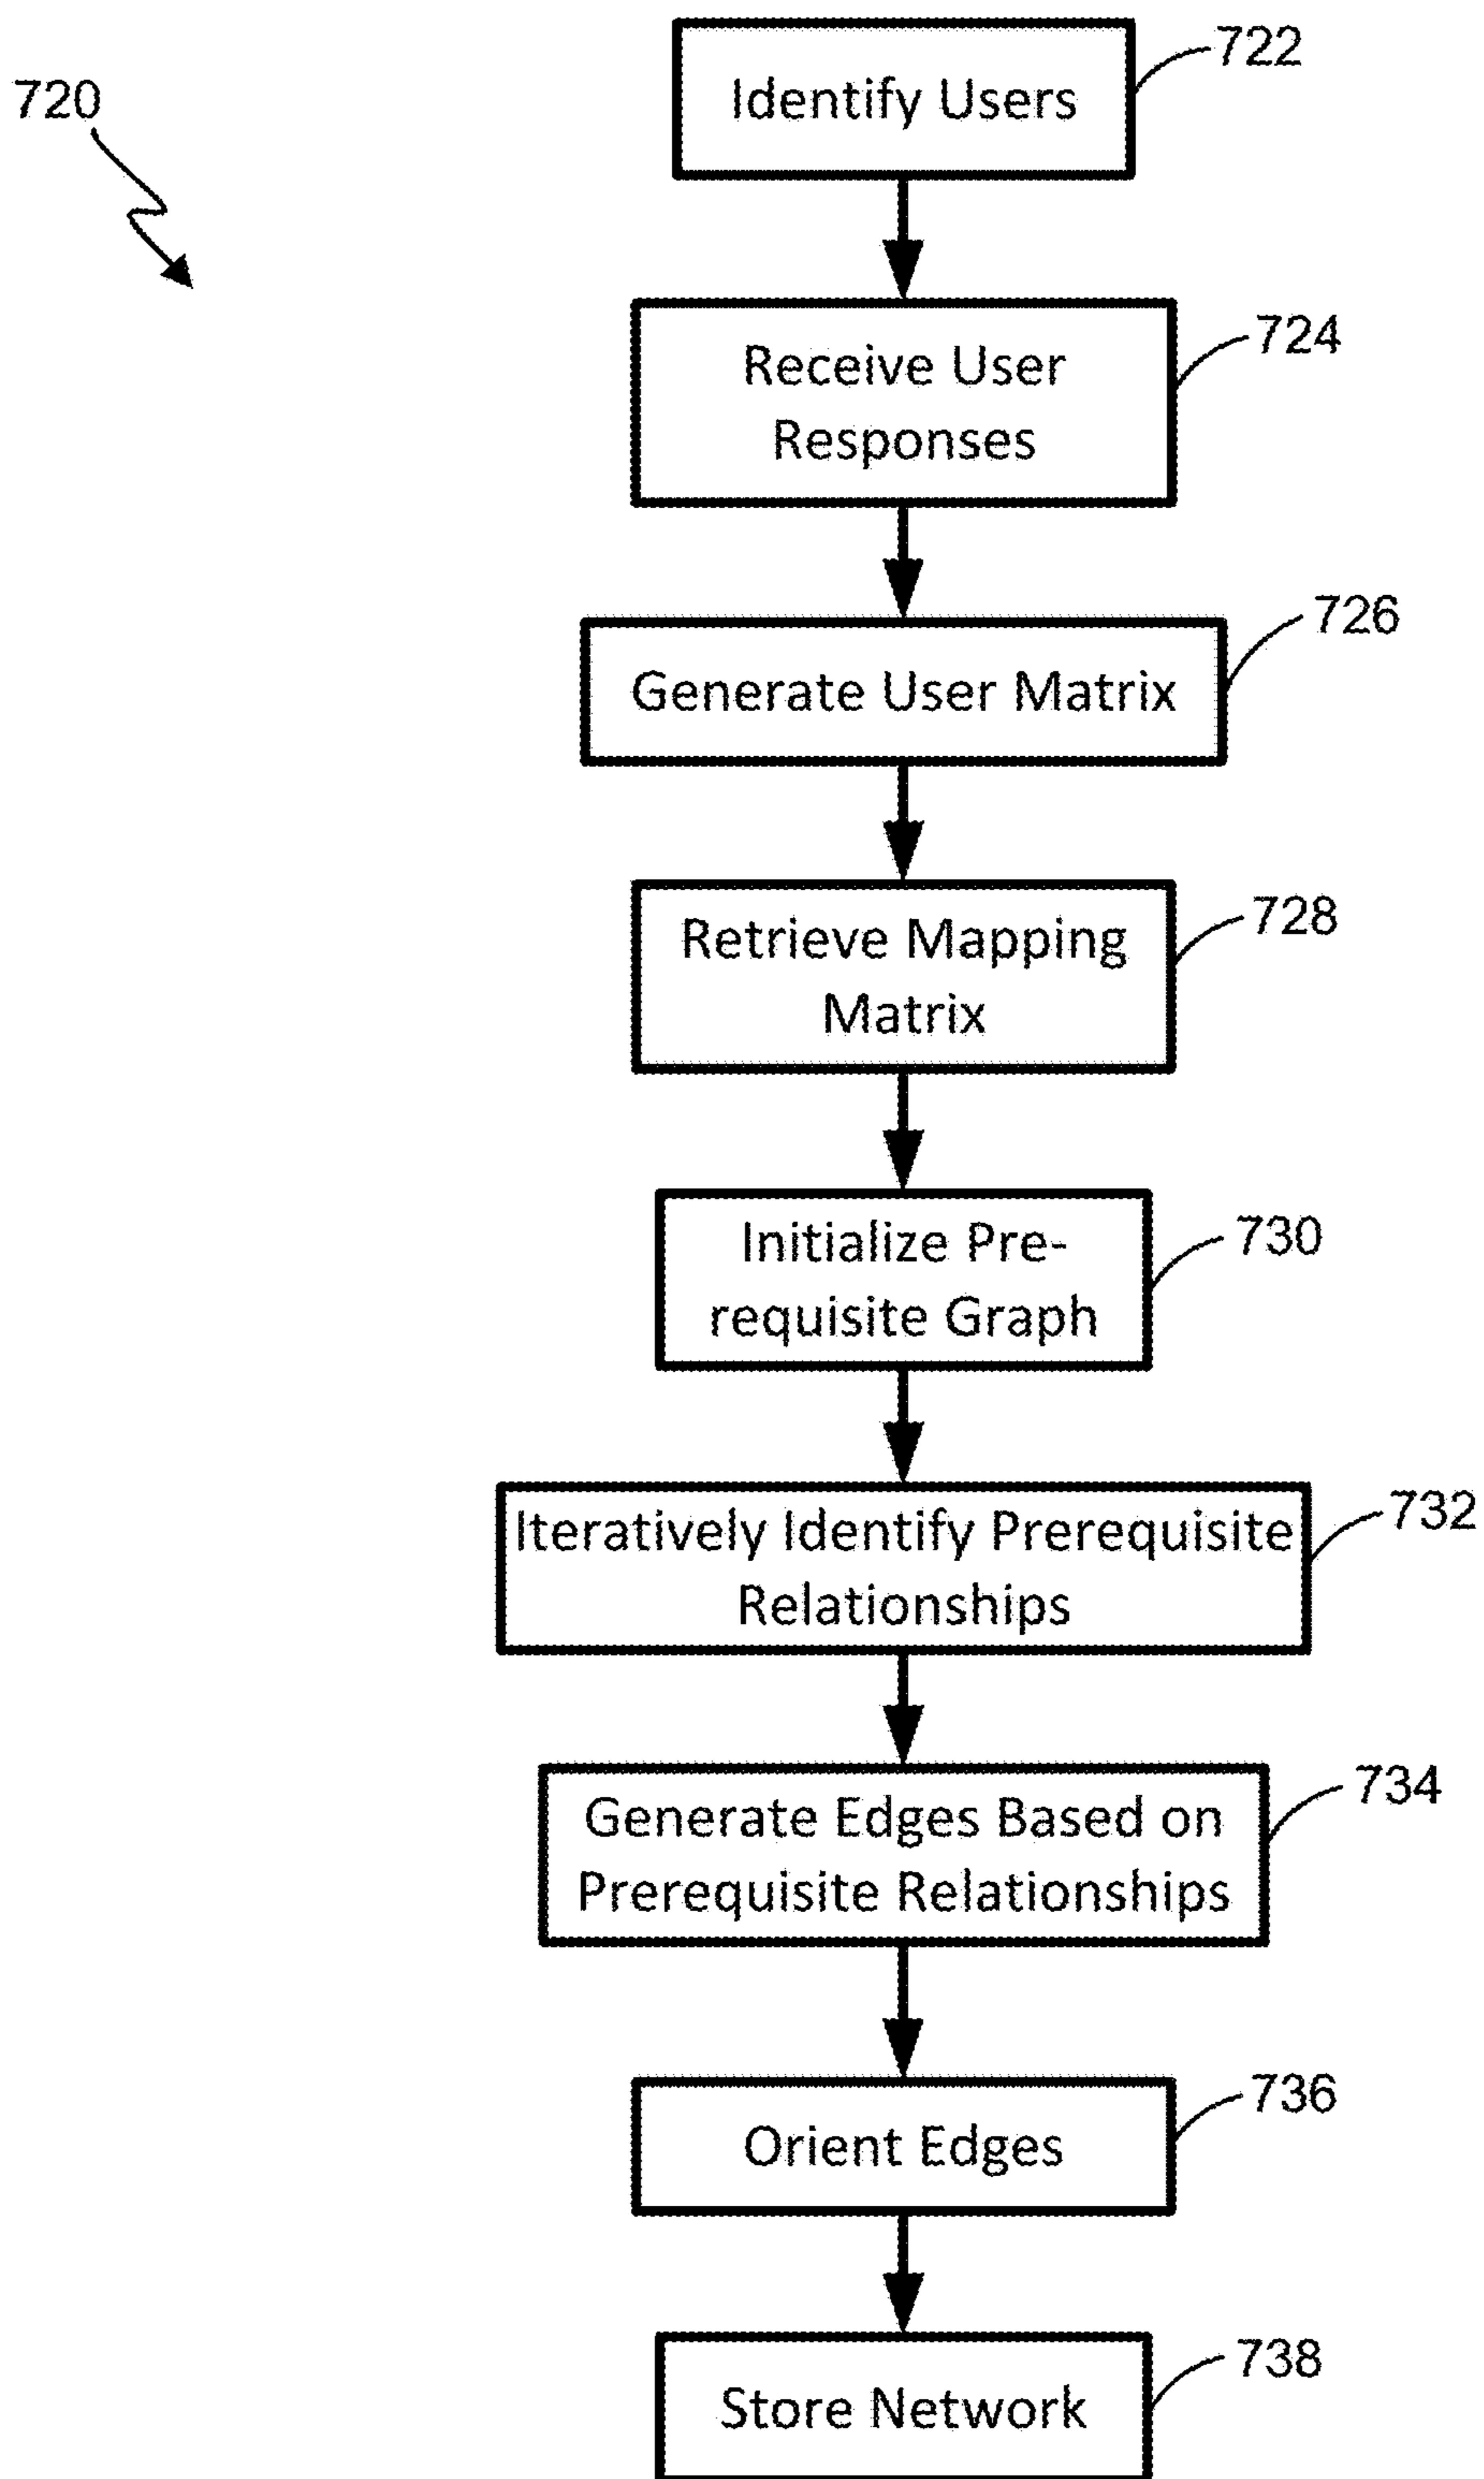 720
Identify Users
722
Receive User
Responses
724
Generate User Matrix
726
Retrieve Mapping
Matrix
728
Initialize Pre-
requisite Graph
730
Iteratively Identify Prerequisite
Relationships
732
Generate Edges Based on
Prerequisite Relationships
734
Orient Edges
736
Store Network
738